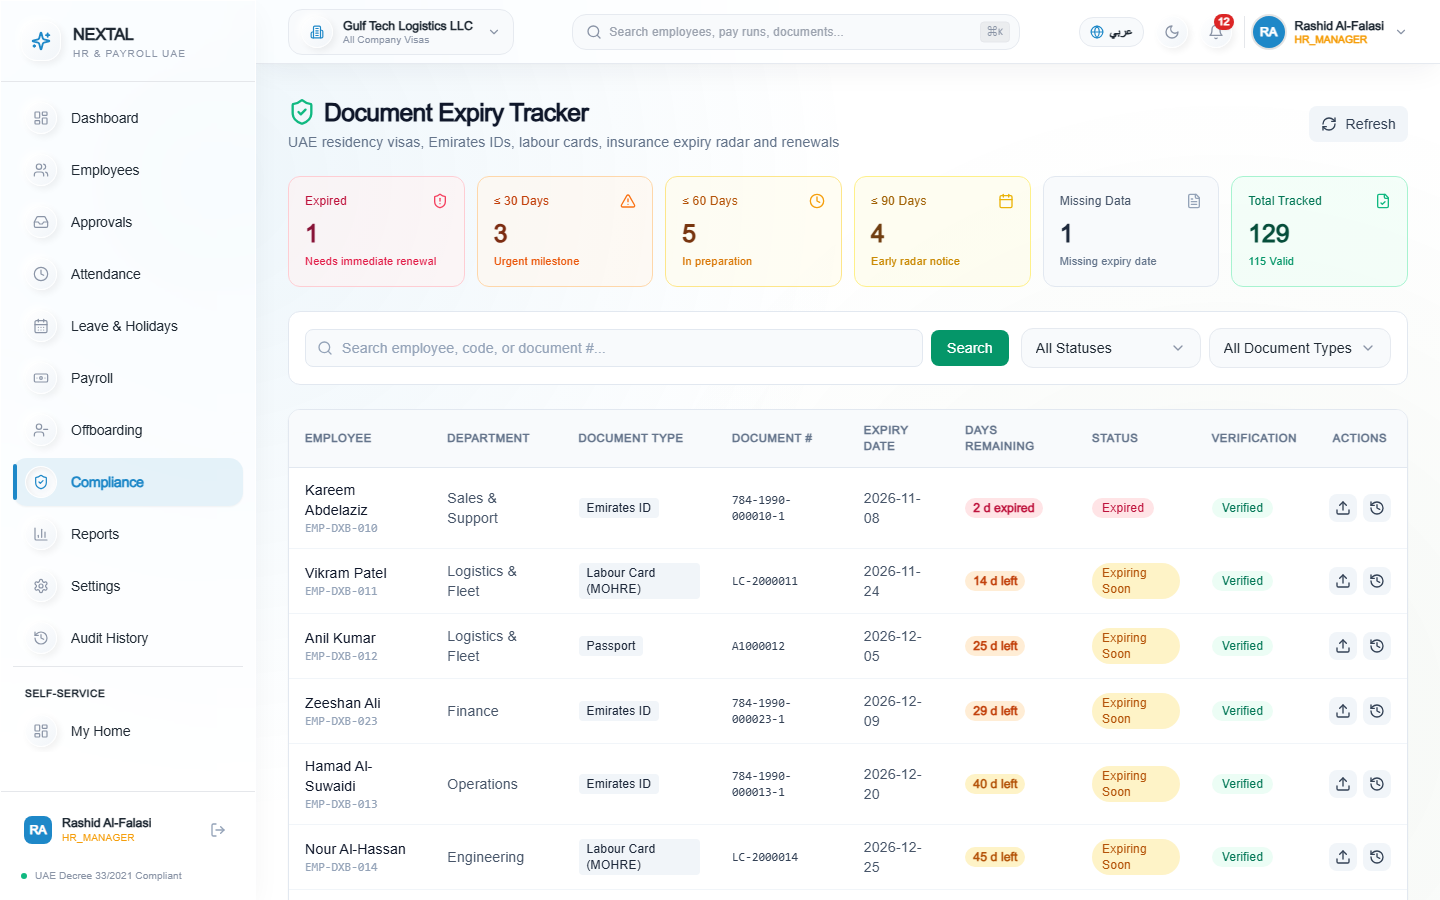 NEXTAL
HR & PAYROLL UAE
Gulf Tech Logistics LLC
All Company Visas
Search employees, pay runs, documents...
⌘K
عربي
12
RA
Rashid Al-Falasi
HR_MANAGER
Dashboard
Employees
Approvals
Attendance
Leave & Holidays
Payroll
Offboarding
Compliance
Reports
Settings
Audit History
SELF-SERVICE
My Home
RA
Rashid Al-Falasi
HR_MANAGER
UAE Decree 33/2021 Compliant
Document Expiry Tracker
UAE residency visas, Emirates IDs, labour cards, insurance expiry radar and renewals
Refresh
Expired
1
Needs immediate renewal
≤ 30 Days
3
Urgent milestone
≤ 60 Days
5
In preparation
≤ 90 Days
4
Early radar notice
Missing Data
1
Missing expiry date
Total Tracked
129
115 Valid
Search employee, code, or document #...
Search
All Statuses
All Document Types
EMPLOYEE DEPARTMENT DOCUMENT TYPE DOCUMENT # EXPIRY DATE DAYS REMAINING STATUS VERIFICATION ACTIONS
Kareem Abdelaziz
EMP-DXB-010
Sales & Support
Emirates ID
784-1990-000010-1
2026-11-08
2 d expired
Expired
Verified
Vikram Patel
EMP-DXB-011
Logistics & Fleet
Labour Card (MOHRE)
LC-2000011
2026-11-24
14 d left
Expiring Soon
Verified
Anil Kumar
EMP-DXB-012
Logistics & Fleet
Passport
A1000012
2026-12-05
25 d left
Expiring Soon
Verified
Zeeshan Ali
EMP-DXB-023
Finance
Emirates ID
784-1990-000023-1
2026-12-09
29 d left
Expiring Soon
Verified
Hamad Al-Suwaidi
EMP-DXB-013
Operations
Emirates ID
784-1990-000013-1
2026-12-20
40 d left
Expiring Soon
Verified
Nour Al-Hassan
EMP-DXB-014
Engineering
Labour Card (MOHRE)
LC-2000014
2026-12-25
45 d left
Expiring Soon
Verified